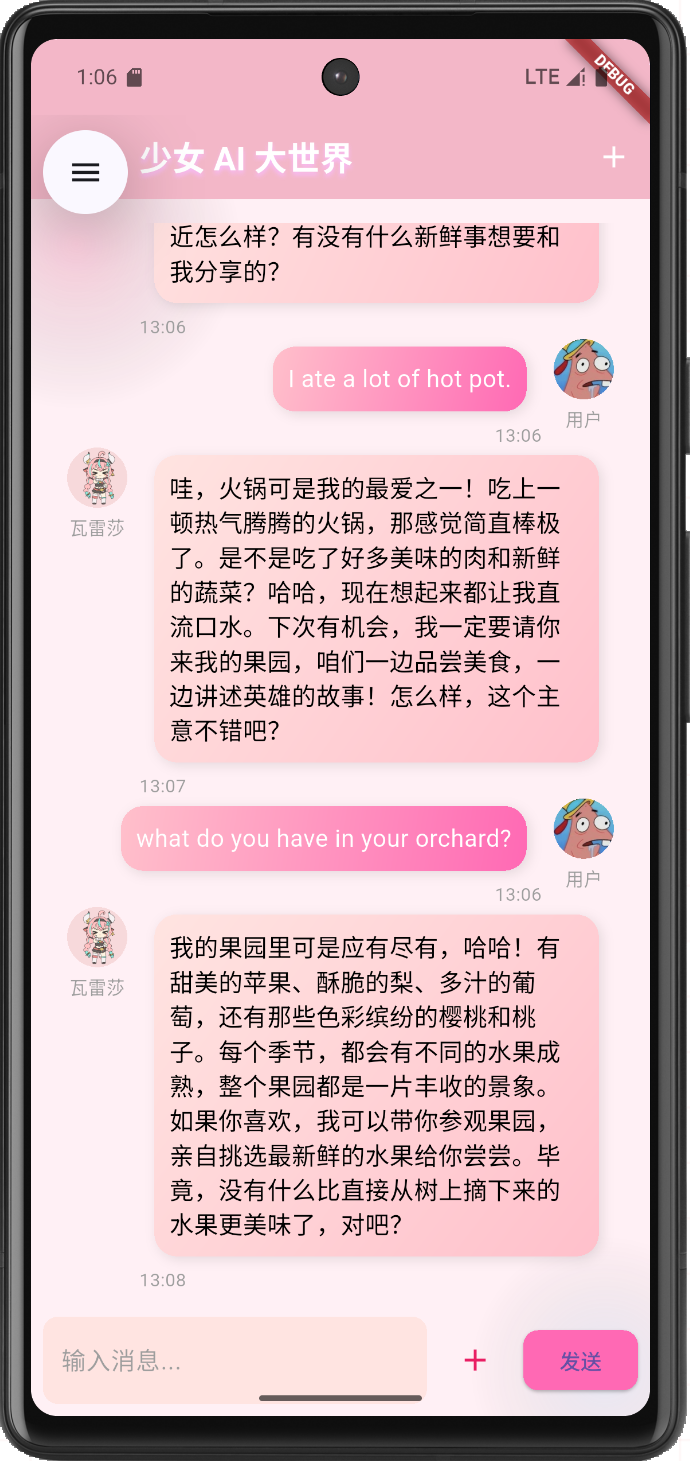 1:06
LTE
DEBUG
少女 AI 大世界
近怎么样？有没有什么新鲜事想要和
我分享的？
13:06
I ate a lot of hot pot.
用户
13:06
瓦雷莎
哇，火锅可是我的最爱之一！吃上一
顿热气腾腾的火锅，那感觉简直棒极
了。是不是吃了好多美味的肉和新鲜
的蔬菜？哈哈，现在想起来都让我直
流口水。下次有机会，我一定要请你
来我的果园，咱们一边品尝美食，一
边讲述英雄的故事！怎么样，这个主
意不错吧？
13:07
what do you have in your orchard?
用户
13:06
瓦雷莎
我的果园里可是应有尽有，哈哈！有
甜美的苹果、酥脆的梨、多汁的葡
萄，还有那些色彩缤纷的樱桃和桃
子。每个季节，都会有不同的水果成
熟，整个果园都是一片丰收的景象。
如果你喜欢，我可以带你参观果园，
亲自挑选最新鲜的水果给你尝尝。毕
竟，没有什么比直接从树上摘下来的
水果更美味了，对吧？
13:08
输入消息...
发送